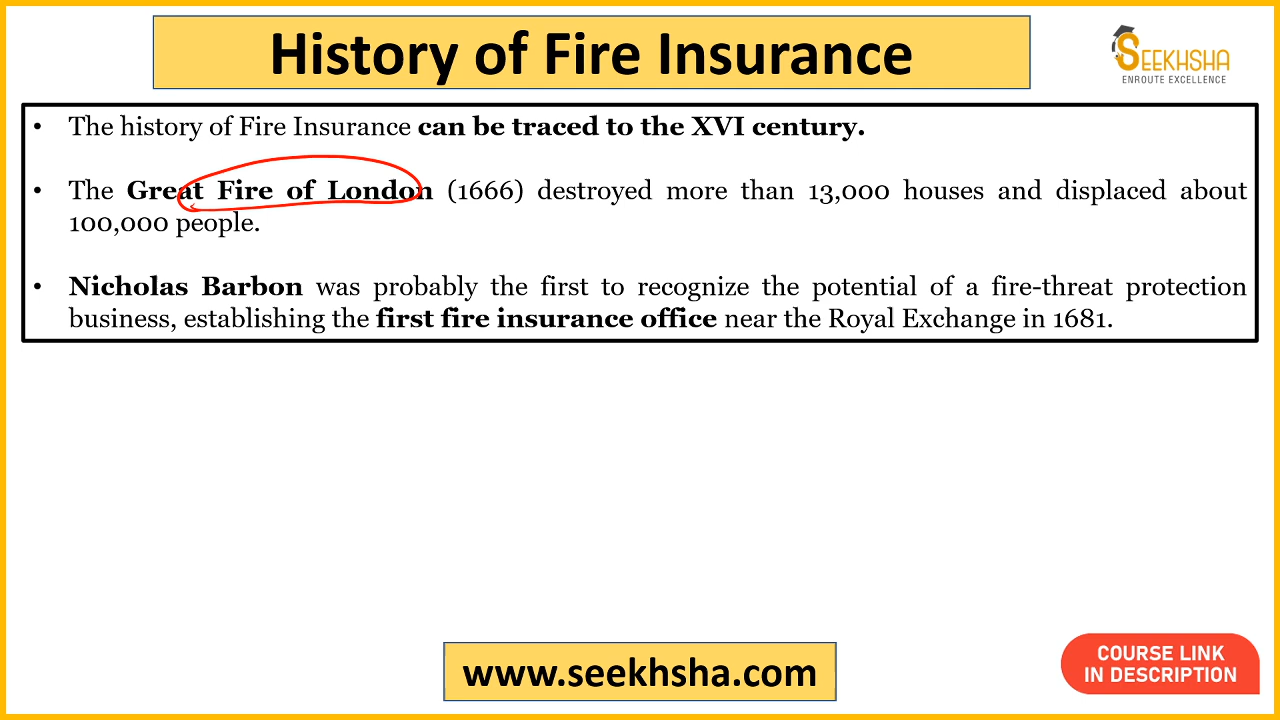 History of Fire Insurance
SEEKHSHA
ENROUTE EXCELLENCE
• The history of Fire Insurance can be traced to the XVI century.
• The Great Fire of London (1666) destroyed more than 13,000 houses and displaced about
100,000 people.
• Nicholas Barbon was probably the first to recognize the potential of a fire-threat protection
business, establishing the first fire insurance office near the Royal Exchange in 1681.
www.seekhsha.com
COURSE LINK
IN DESCRIPTION